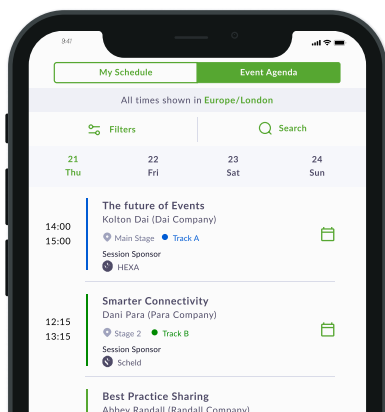 9:41
My Schedule Event Agenda
All times shown in Europe/London
Filters Search
21 22 23 24
Thu Fri Sat Sun
The future of Events
Kolton Dai (Dai Company)
14:00
15:00
Main Stage Track A
Session Sponsor
HEXA
Smarter Connectivity
Dani Para (Para Company)
12:15
13:15
Stage 2 Track B
Session Sponsor
Scheld
Best Practice Sharing
Abbey Randall (Randall Company)